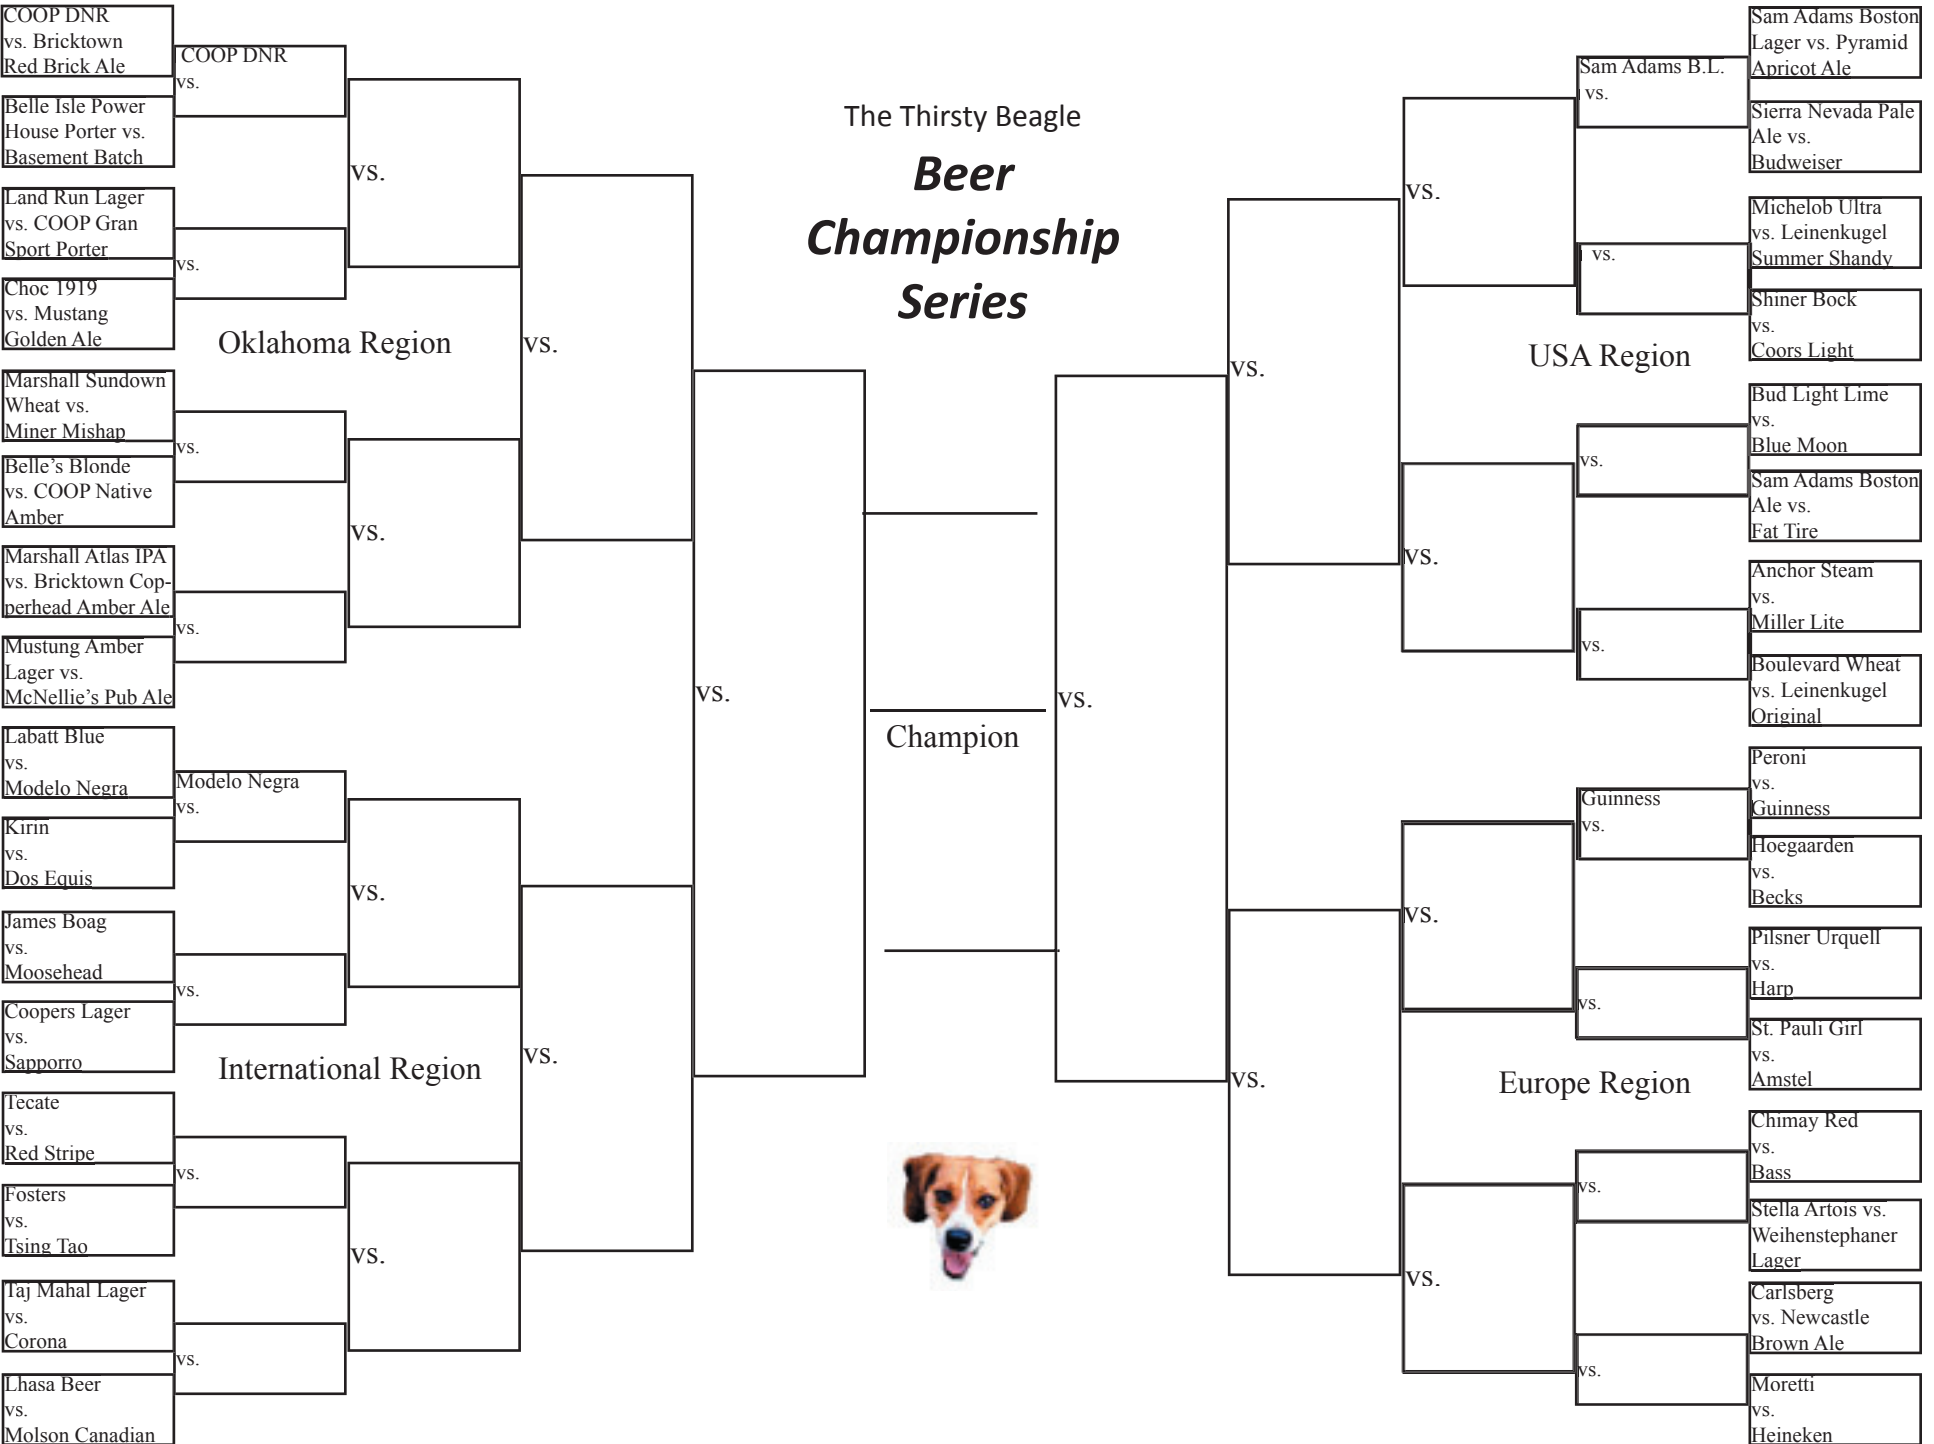 The Thirsty Beagle
Beer
Championship
Series
COOP DNR
vs. Bricktown
Red Brick Ale
Belle Isle Power
House Porter vs.
Basement Batch
Land Run Lager
vs. COOP Gran
Sport Porter
Choc 1919
vs. Mustang
Golden Ale
Marshall Sundown
Wheat vs.
Miner Mishap
Belle’s Blonde
vs. COOP Native
Amber
Marshall Atlas IPA
vs. Bricktown Cop-
perhead Amber Ale
Mustung Amber
Lager vs.
McNellie’s Pub Ale
COOP DNR
vs.
vs.
vs.
vs.
vs.
vs.
vs.
Oklahoma Region
Labatt Blue
vs.
Modelo Negra
Kirin
vs.
Dos Equis
James Boag
vs.
Moosehead
Coopers Lager
vs.
Sapporro
Tecate
vs.
Red Stripe
Fosters
vs.
Tsing Tao
Taj Mahal Lager
vs.
Corona
Lhasa Beer
vs.
Molson Canadian
Modelo Negra
vs.
vs.
vs.
vs.
vs.
vs.
vs.
International Region
vs.
Champion
vs.
Sam Adams Boston
Lager vs. Pyramid
Apricot Ale
Sierra Nevada Pale
Ale vs.
Budweiser
Michelob Ultra
vs. Leinenkugel
Summer Shandy
Shiner Bock
vs.
Coors Light
Bud Light Lime
vs.
Blue Moon
Sam Adams Boston
Ale vs.
Fat Tire
Anchor Steam
vs.
Miller Lite
Boulevard Wheat
vs. Leinenkugel
Original
Sam Adams B.L.
vs.
vs.
vs.
vs.
vs.
vs.
vs.
USA Region
Peroni
vs.
Guinness
Hoegaarden
vs.
Becks
Pilsner Urquell
vs.
Harp
St. Pauli Girl
vs.
Amstel
Chimay Red
vs.
Bass
Stella Artois vs.
Weihenstephaner
Lager
Carlsberg
vs. Newcastle
Brown Ale
Moretti
vs.
Heineken
Guinness
vs.
vs.
vs.
vs.
vs.
vs.
vs.
Europe Region